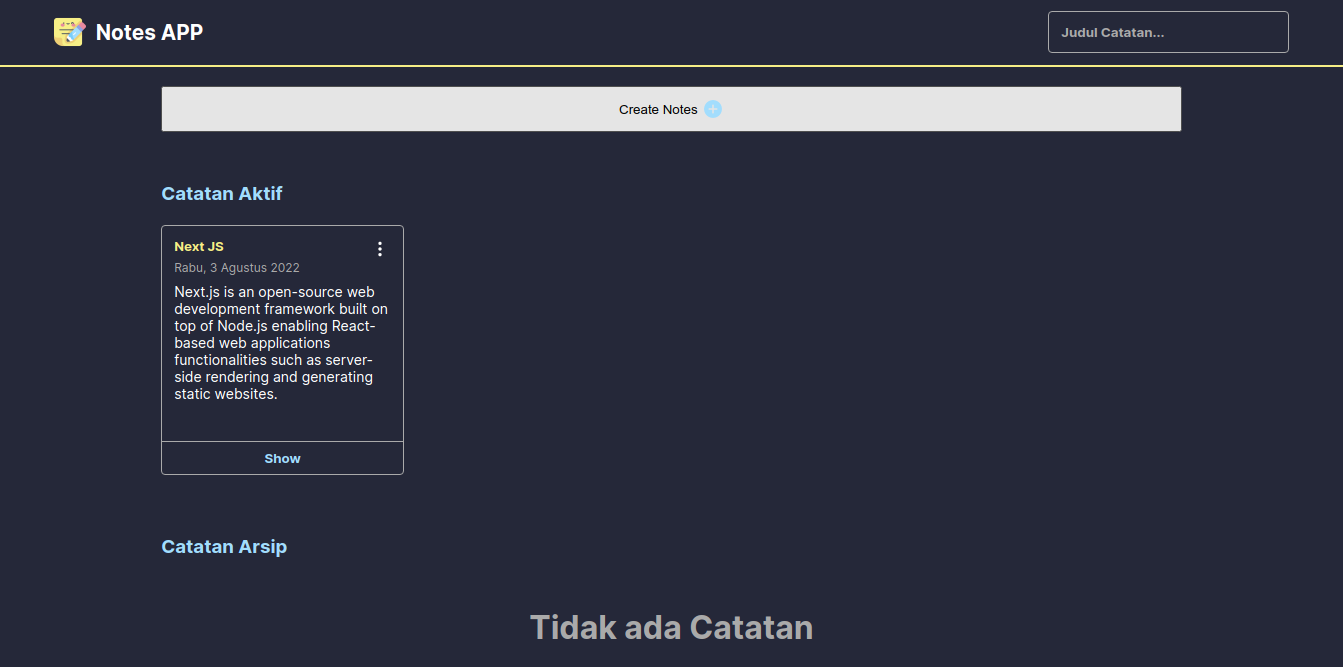 Notes APP
Judul Catatan...
Create Notes
Catatan Aktif
Next JS
Rabu, 3 Agustus 2022
Next.js is an open-source web
development framework built on
top of Node.js enabling React-
based web applications
functionalities such as server-
side rendering and generating
static websites.
Show
Catatan Arsip
Tidak ada Catatan